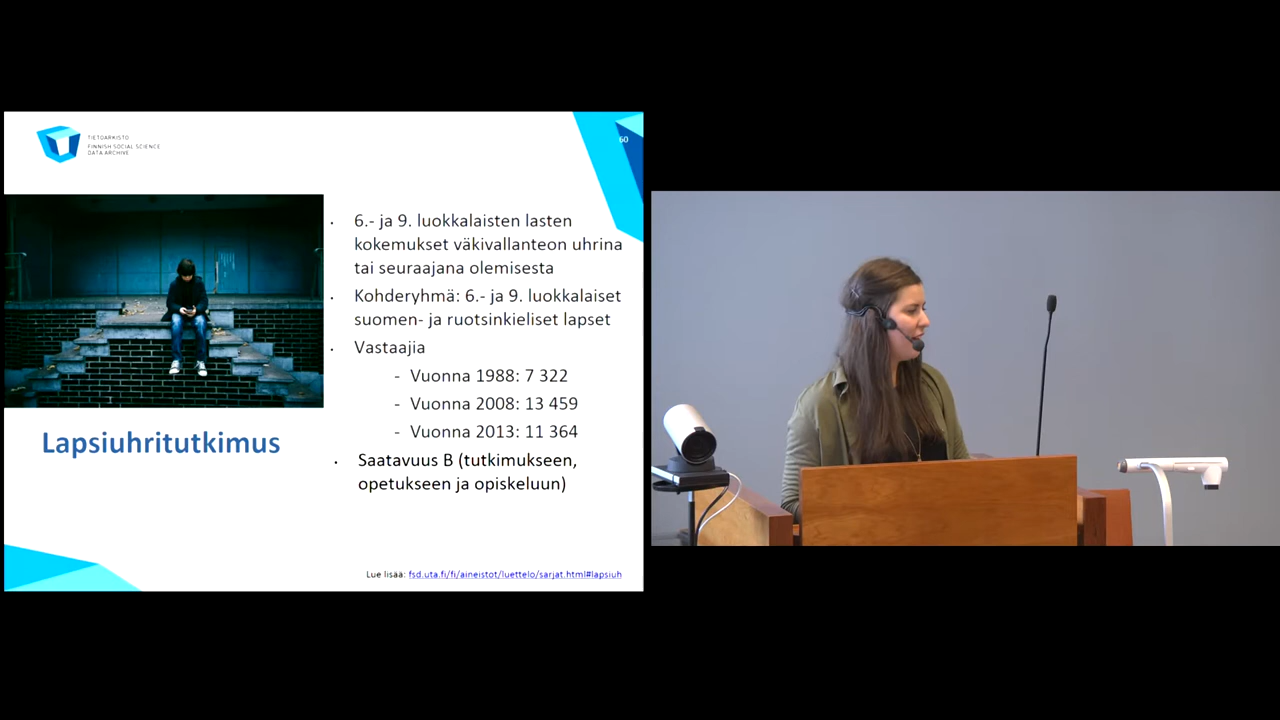 TIETOARKISTO
FINNISH SOCIAL SCIENCE
DATA ARCHIVE
60
6.- ja 9. luokkalaisten lasten
kokemukset väkivallanteon uhrina
tai seuraajana olemisesta
Kohderyhmä: 6.- ja 9. luokkalaiset
suomen- ja ruotsinkieliset lapset
Vastaajia
- Vuonna 1988: 7 322
- Vuonna 2008: 13 459
- Vuonna 2013: 11 364
Lapsiuhritutkimus
Saatavuus B (tutkimukseen,
opetukseen ja opiskeluun)
Lue lisää: fsd.uta.fi/fi/aineistot/luettelo/sarjat.html#lapsiuh